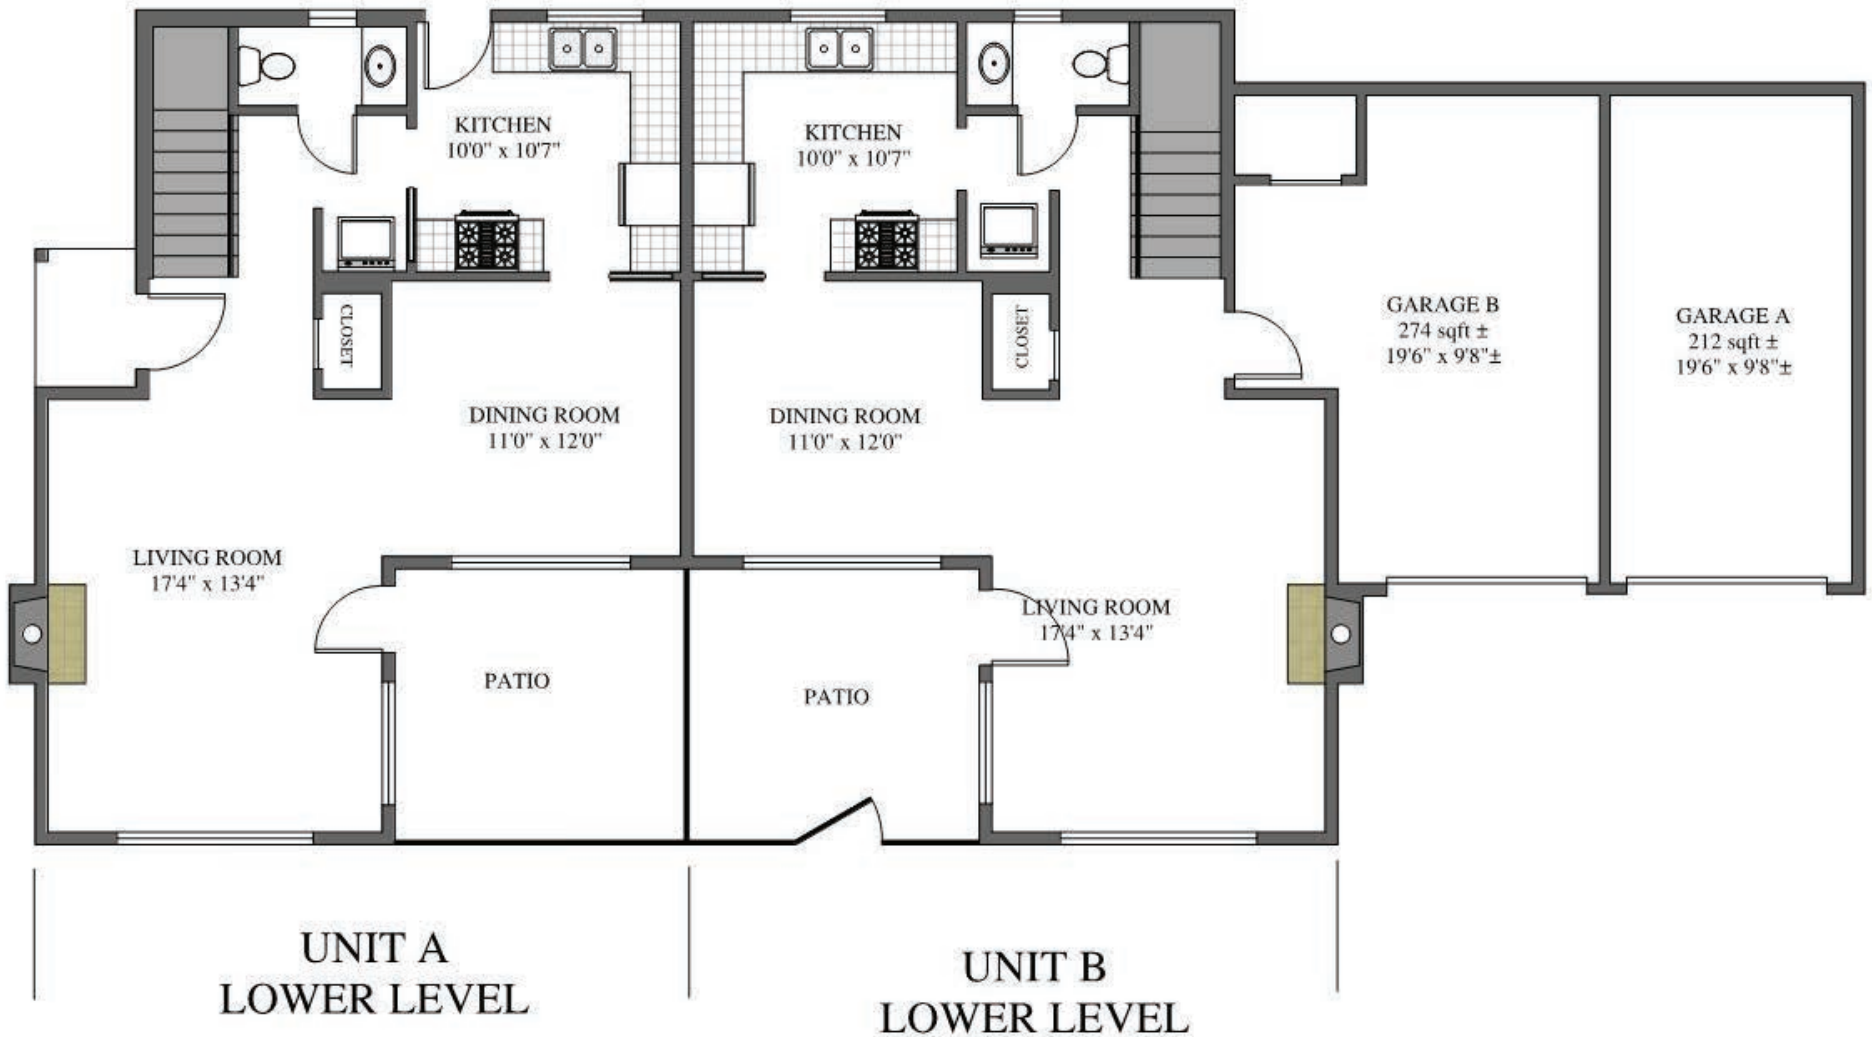 KITCHEN
10'0" x 10'7"
KITCHEN
10'0" x 10'7"
CLOSET
CLOSET
GARAGE B
274 sqft ±
19'6" x 9'8"±
GARAGE A
212 sqft ±
19'6" x 9'8"±
DINING ROOM
11'0" x 12'0"
DINING ROOM
11'0" x 12'0"
LIVING ROOM
17'4" x 13'4"
LIVING ROOM
17'4" x 13'4"
PATIO
PATIO
UNIT A
LOWER LEVEL
UNIT B
LOWER LEVEL